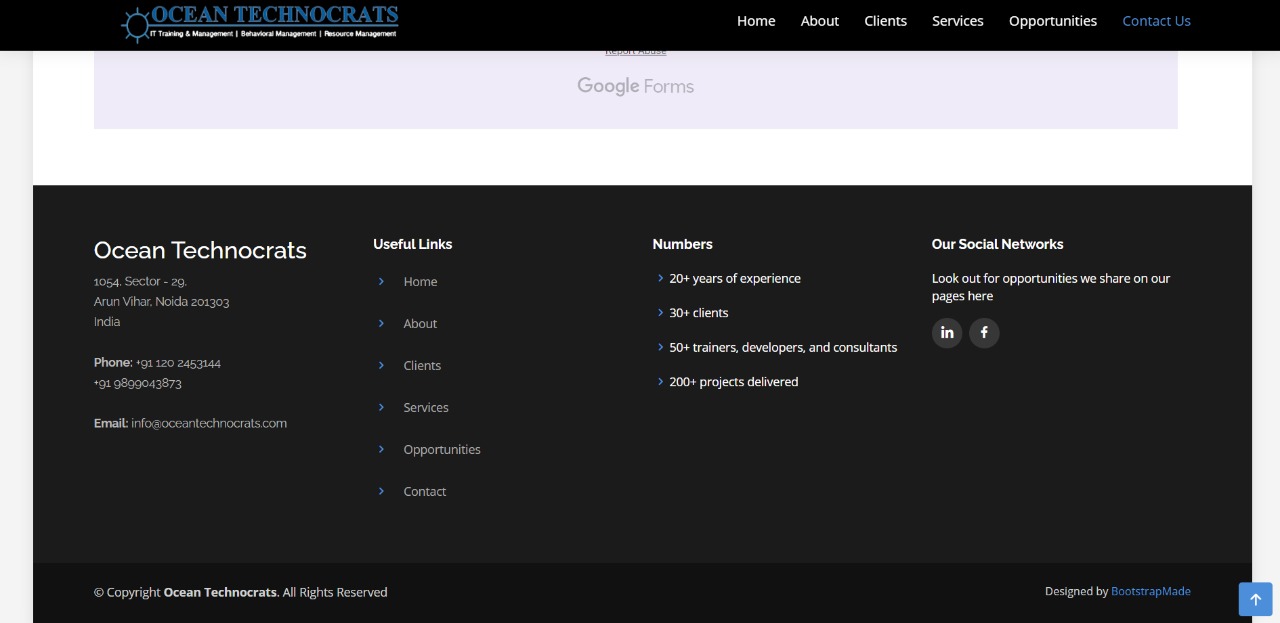 OCEAN TECHNOCRATS
IT Training & Management | Behavioral Management | Resource Management
Home
About
Clients
Services
Opportunities
Contact Us
Report Abuse
Google Forms
Ocean Technocrats
1054, Sector - 29,
Arun Vihar, Noida 201303
India
Phone: +91 120 2453144
+91 9899043873
Email: info@oceantechnocrats.com
Useful Links
Home
About
Clients
Services
Opportunities
Contact
Numbers
20+ years of experience
30+ clients
50+ trainers, developers, and consultants
200+ projects delivered
Our Social Networks
Look out for opportunities we share on our
pages here
© Copyright Ocean Technocrats. All Rights Reserved
Designed by BootstrapMade